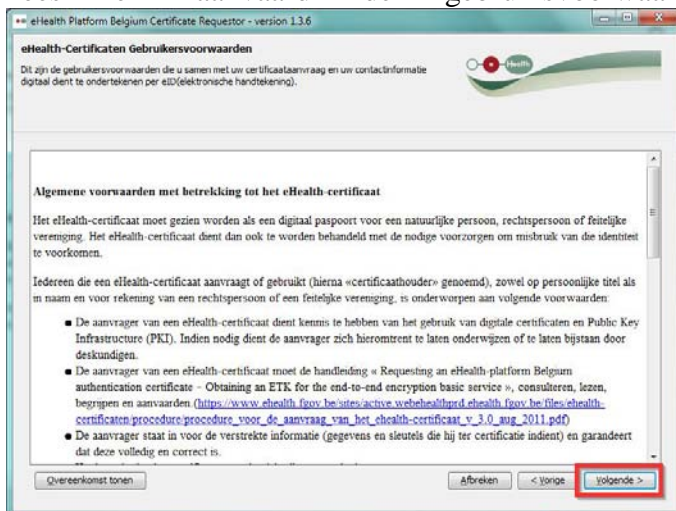 eHealth Platform Belgium Certificate Requestor - version 1.3.6
eHealth-Certificaten Gebruikersvoorwaarden
Dit zijn de gebruikersvoorwaarden die u samen met uw certificaataanvraag en uw contactinformatie
digitaal dient te ondertekenen per eID(elektronische handtekening).
Health
Algemene voorwaarden met betrekking tot het eHealth-certificaat
Het eHealth-certificaat moet gezien worden als een digitaal paspoort voor een natuurlijke persoon, rechtspersoon of feitelijke
vereniging. Het eHealth-certificaat dient dan ook te worden behandeld met de nodige voorzorgen om misbruik van die identiteit
te voorkomen.
Iedereen die een eHealth-certificaat aanvraagt of gebruikt (hierna «certificaathouder» genoemd), zowel op persoonlijke titel als
in naam en voor rekening van een rechtspersoon of een feitelijke vereniging, is onderworpen aan volgende voorwaarden:
■ De aanvrager van een eHealth-certificaat dient kennis te hebben van het gebruik van digitale certificaten en Public Key
Infrastructure (PKI). Indien nodig dient de aanvrager zich hieromtrent te laten onderwijzen of te laten bijstaan door
deskundigen.
■ De aanvrager van een eHealth-certificaat moet de handleiding « Requesting an eHealth-platform Belgium
authentication certificate – Obtaining an ETK for the end-to-end encryption basic service », consulteren, lezen,
begrijpen en aanvaarden.(https://www.ehealth.fgov.be/sites/active.webehealthprd.ehealth.fgov.be/files/ehealth-
certificaten/procedure/procedure_voor_de_aanvraag_van_het_ehealth-certificaat_v_3.0_aug_2011.pdf)
■ De aanvrager staat in voor de verstrekte informatie (gegevens en sleutels die hij ter certificatie indient) en garandeert
dat deze volledig en correct is.
Overeenkomst tonen
Afbreken
< Vorige
Volgende >